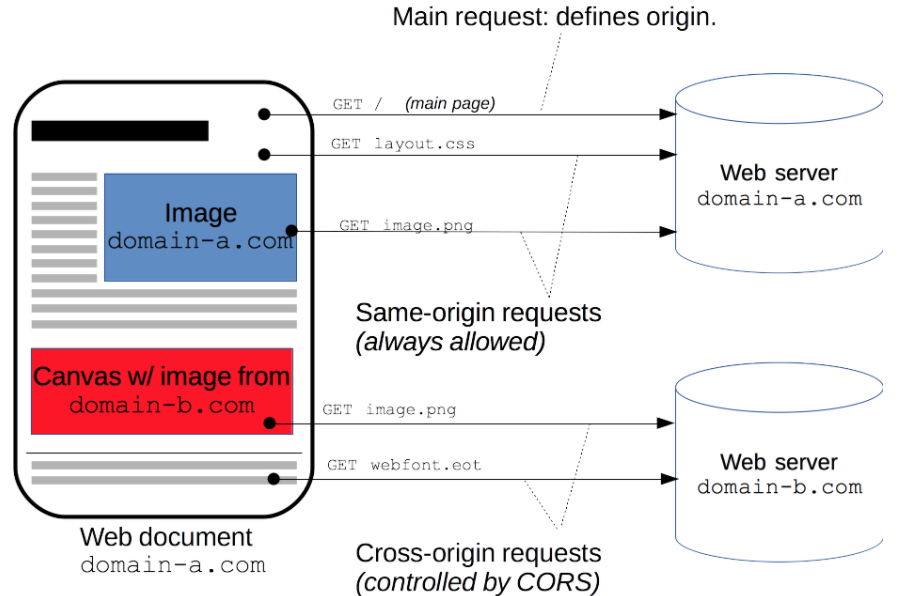 Main request: defines origin.
GET / (main page)
GET layout.css
Image
domain-a.com
GET image.png
Web server
domain-a.com
Same-origin requests
(always allowed)
Canvas w/ image from
domain-b.com
GET image.png
GET webfont.eot
Web server
domain-b.com
Web document
domain-a.com
Cross-origin requests
(controlled by CORS)